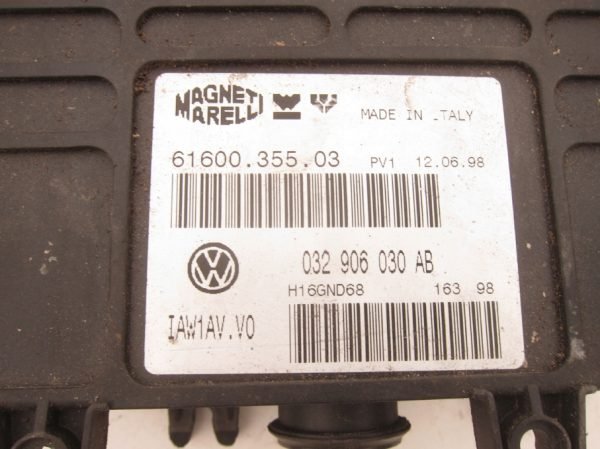 MAGNETI MARELLI
MADE IN ITALY
61600.355.03 PV1 12.06.98
032 906 030 AB
H16GND68 163 98
IAW1AV.V0